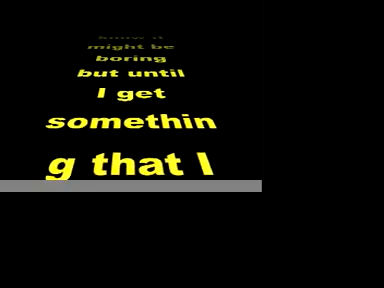 know it
might be
boring
but until
I get
somethin
g that I